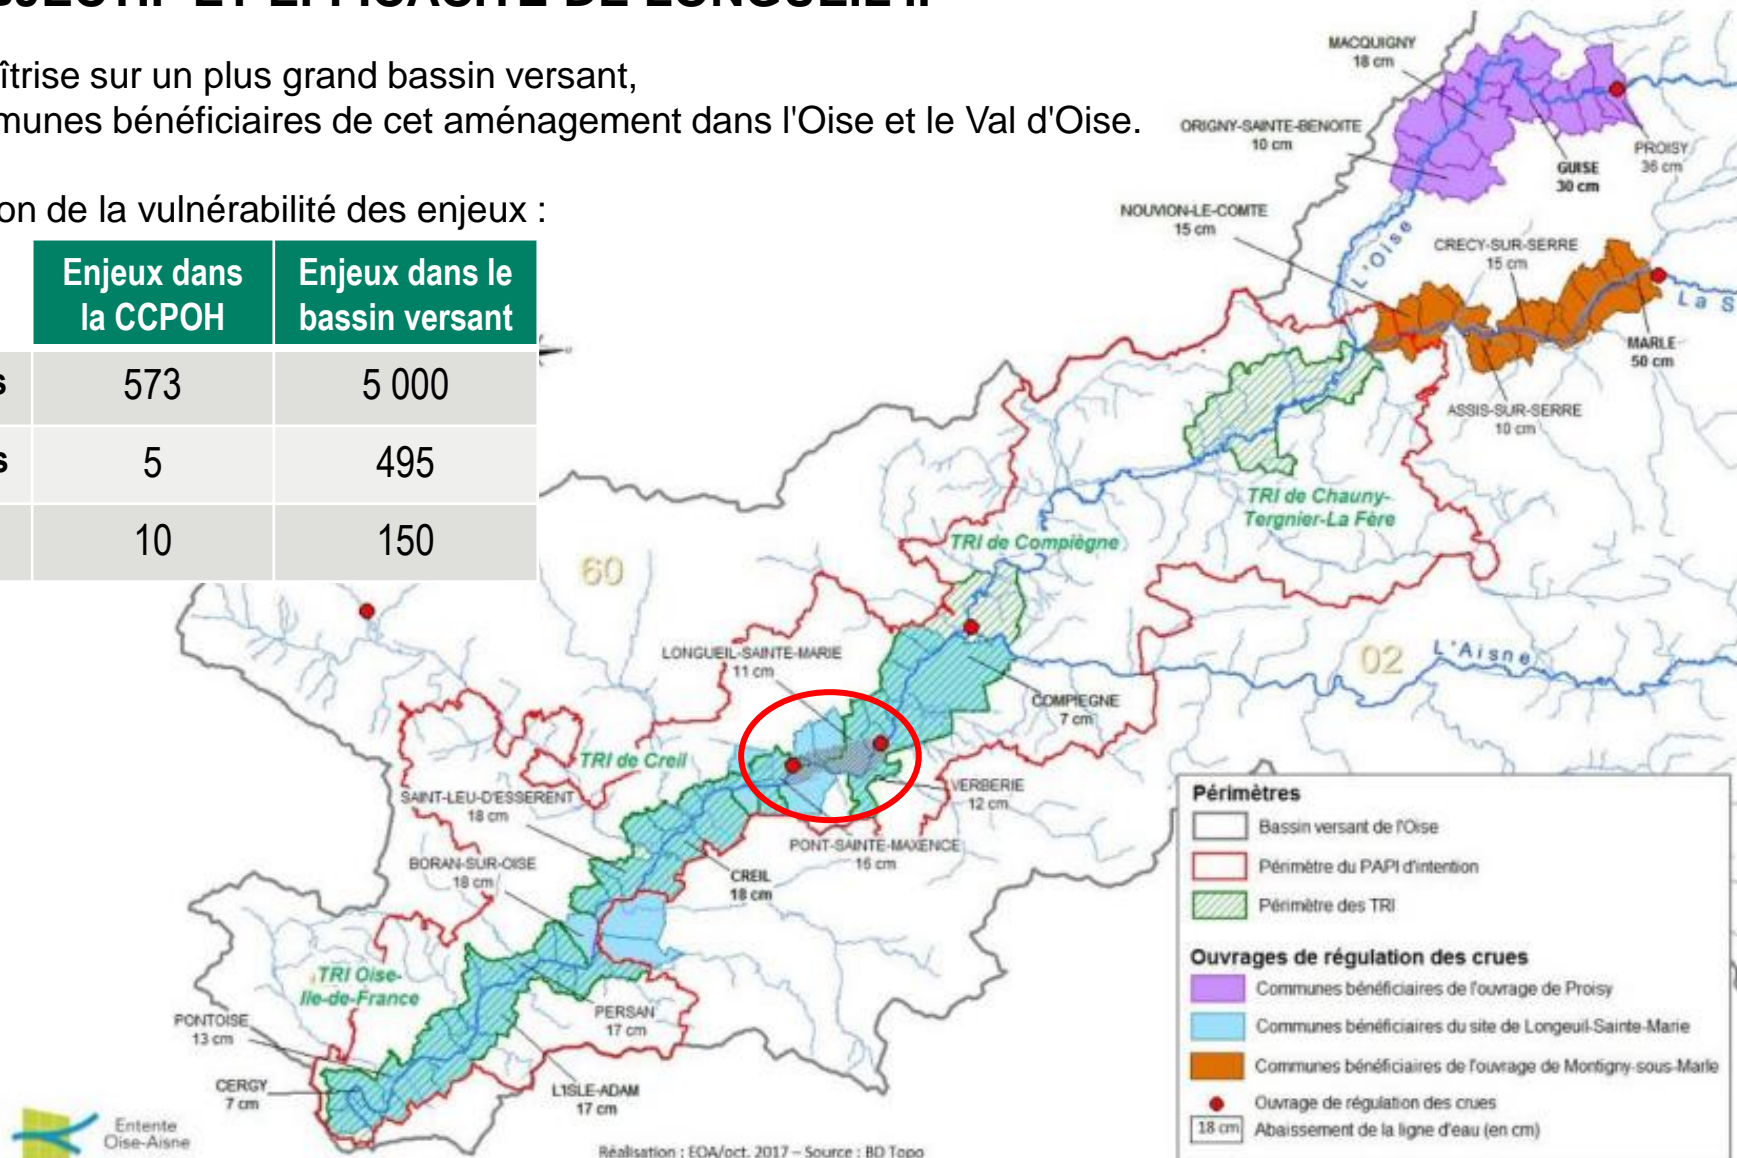 îtrise sur un plus grand bassin versant,
munes bénéficiaires de cet aménagement dans l'Oise et le Val d'Oise.
on de la vulnérabilité des enjeux :
Enjeux dans
la CCPOH
Enjeux dans le
bassin versant
s 573 5 000
s 5 495
10 150
MACQUIGNY
18 cm
ORIGNY-SAINTE-BENOITE
10 cm
GUISE
30 cm
PROISY
36 cm
NOUVION-LE-COMTE
15 cm
L'Oise
CRECY-SUR-SERRE
15 cm
La S
MARLE
50 cm
ASSIS-SUR-SERRE
10 cm
TRI de Chauny-
Tergnier-La Fère
TRI de Compiègne
60
02
L'Aisne
LONGUEIL-SAINTE-MARIE
11 cm
COMPIEGNE
7 cm
TRI de Creil
SAINT-LEU-D'ESSERENT
18 cm
VERBERIE
12 cm
PONT-SAINTE-MAXENCE
16 cm
BORAN-SUR-OISE
18 cm
CREIL
18 cm
TRI Oise-
Ile-de-France
PERSAN
17 cm
PONTOISE
13 cm
CERGY
7 cm
L'ISLE-ADAM
17 cm
Périmètres
Bassin versant de l'Oise
Périmètre du PAPI d'intention
Périmètre des TRI
Ouvrages de régulation des crues
Communes bénéficiaires de l'ouvrage de Proisy
Communes bénéficiaires du site de Longeuil-Sainte-Marie
Communes bénéficiaires de l'ouvrage de Montigny-sous-Marle
Ouvrage de régulation des crues
18 cm Abaissement de la ligne d'eau (en cm)
Entente
Oise-Aisne
Réalisation : EOA/oct. 2017 – Source : BD Topo